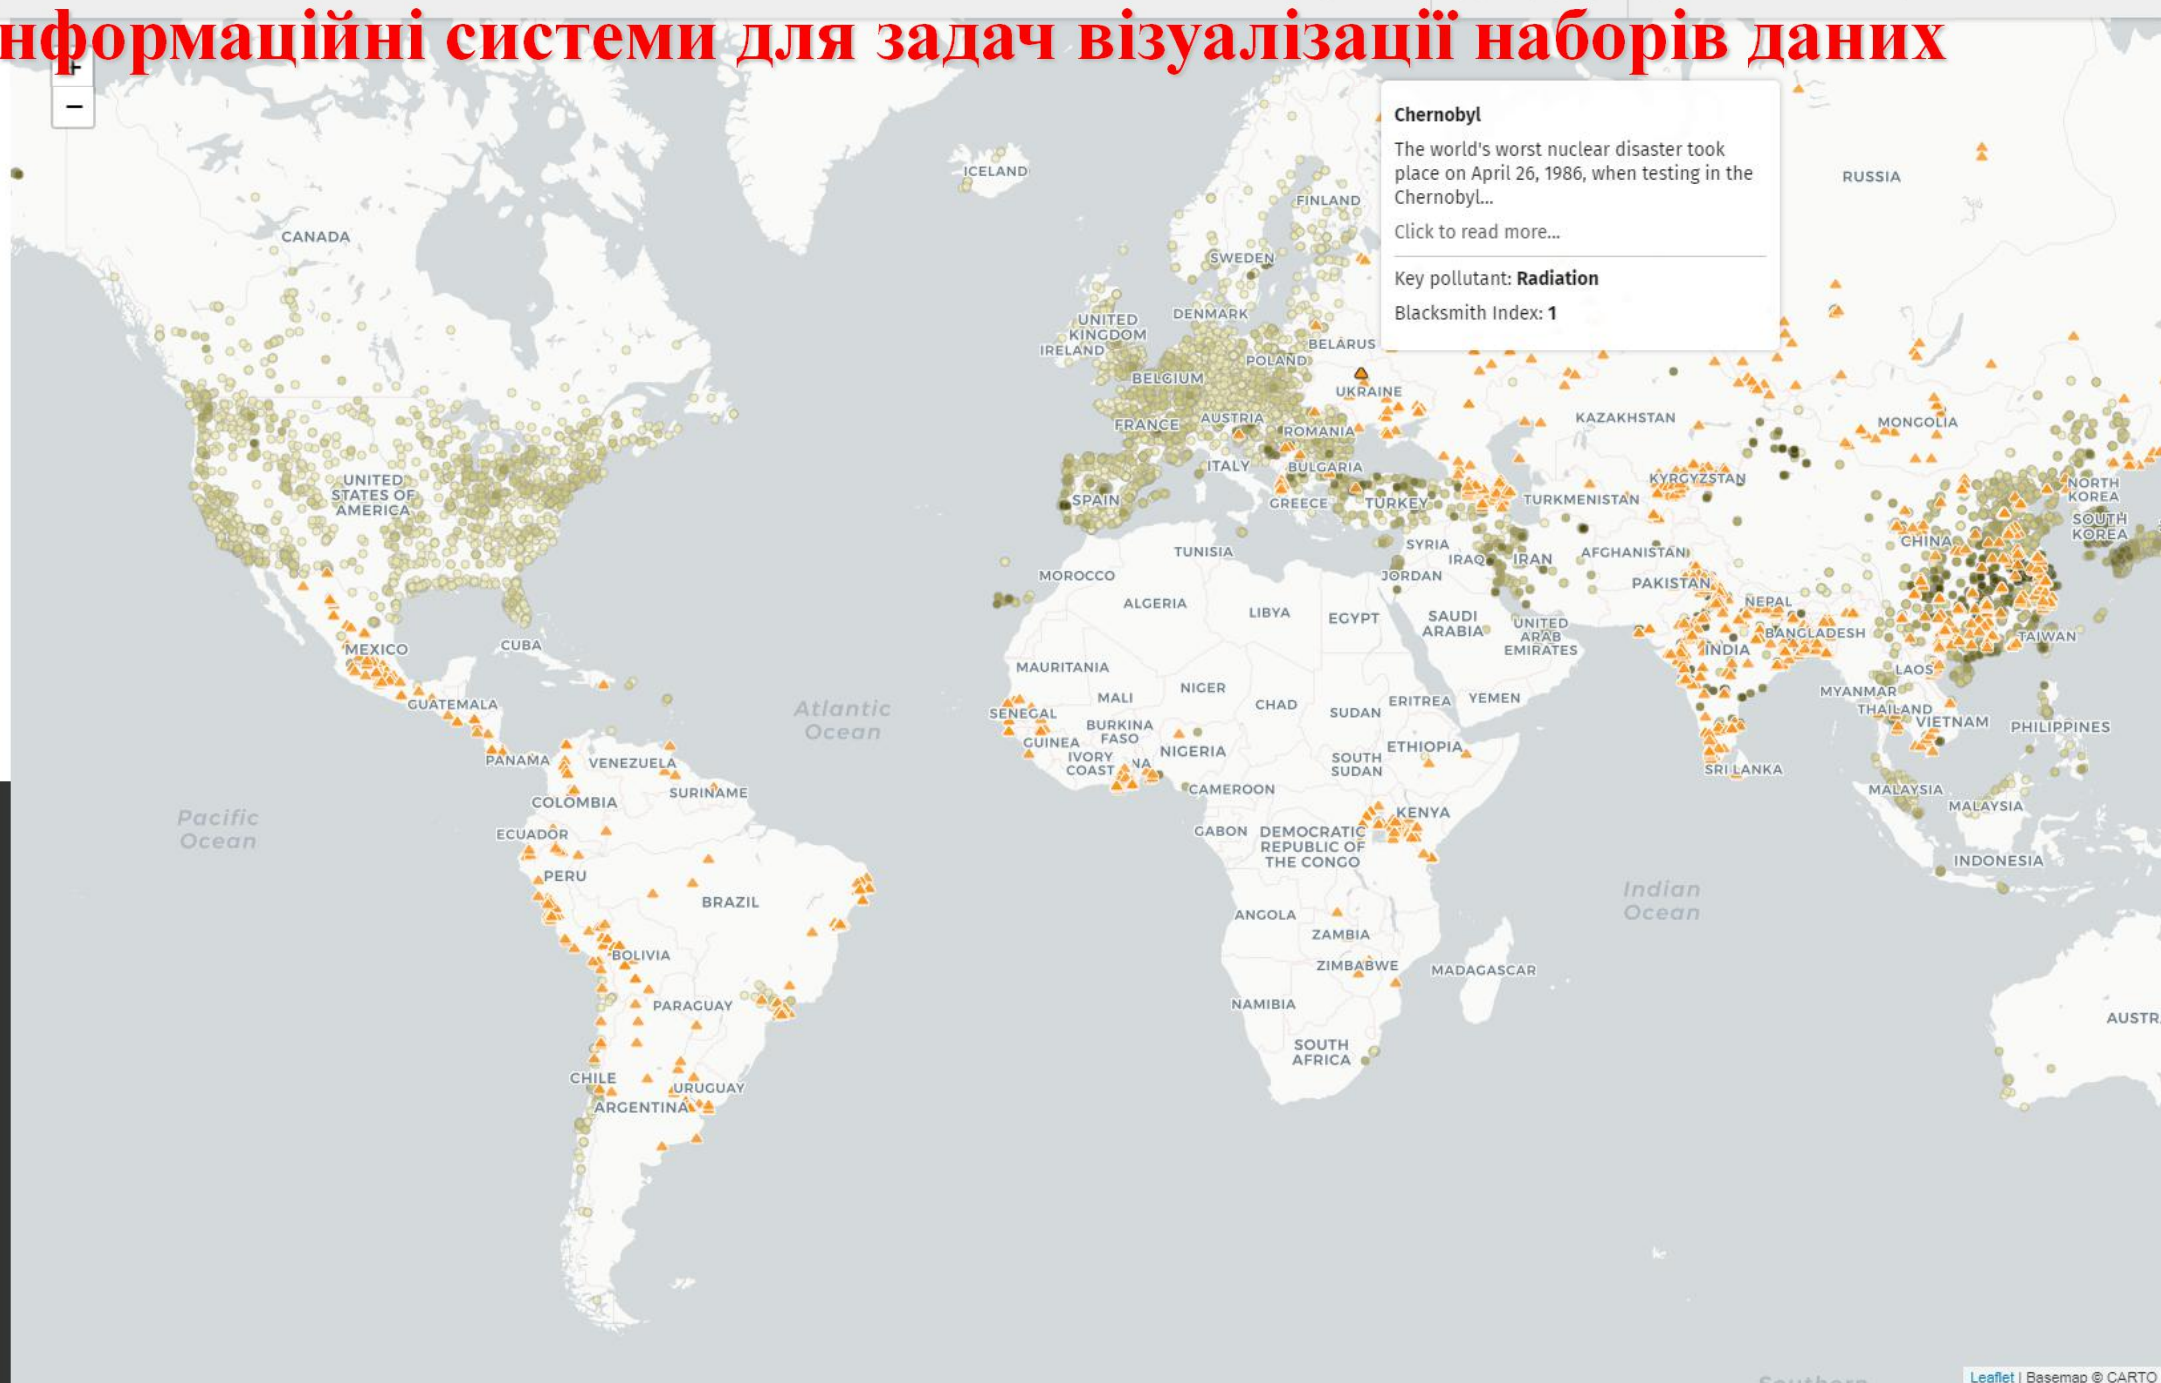 нформаційні системи для задач візуалізації наборів даних
+
−
Chernobyl
The world's worst nuclear disaster took
place on April 26, 1986, when testing in the
Chernobyl...
Click to read more...
Key pollutant: Radiation
Blacksmith Index: 1
ICELAND
RUSSIA
FINLAND
CANADA
SWEDEN
DENMARK
UNITED
KINGDOM
IRELAND
BELARUS
POLAND
BELGIUM
UKRAINE
FRANCE
AUSTRIA
ROMANIA
KAZAKHSTAN
MONGOLIA
ITALY
BULGARIA
UNITED
STATES OF
AMERICA
SPAIN
GREECE
TURKEY
TURKMENISTAN
KYRGYZSTAN
NORTH
KOREA
SOUTH
KOREA
CHINA
TUNISIA
SYRIA
IRAQ
IRAN
AFGHANISTAN
MOROCCO
JORDAN
PAKISTAN
ALGERIA
LIBYA
EGYPT
SAUDI
ARABIA
UNITED
ARAB
EMIRATES
NEPAL
BANGLADESH
TAIWAN
MEXICO
CUBA
INDIA
LAOS
MAURITANIA
MALI
NIGER
CHAD
SUDAN
ERITREA
YEMEN
MYANMAR
THAILAND
VIETNAM
PHILIPPINES
GUATEMALA
Atlantic
Ocean
SENEGAL
BURKINA
FASO
GUINEA
IVORY
COAST
NA
NIGERIA
SOUTH
SUDAN
ETHIOPIA
SRI LANKA
PANAMA
VENEZUELA
COLOMBIA
SURINAME
CAMEROON
MALAYSIA
MALAYSIA
Pacific
Ocean
ECUADOR
GABON
DEMOCRATIC
REPUBLIC OF
THE CONGO
KENYA
INDONESIA
PERU
BRAZIL
Indian
Ocean
ANGOLA
ZAMBIA
BOLIVIA
ZIMBABWE
MADAGASCAR
PARAGUAY
NAMIBIA
AUSTR
SOUTH
AFRICA
CHILE
URUGUAY
ARGENTINA
Southern
Leaflet | Basemap © CARTO